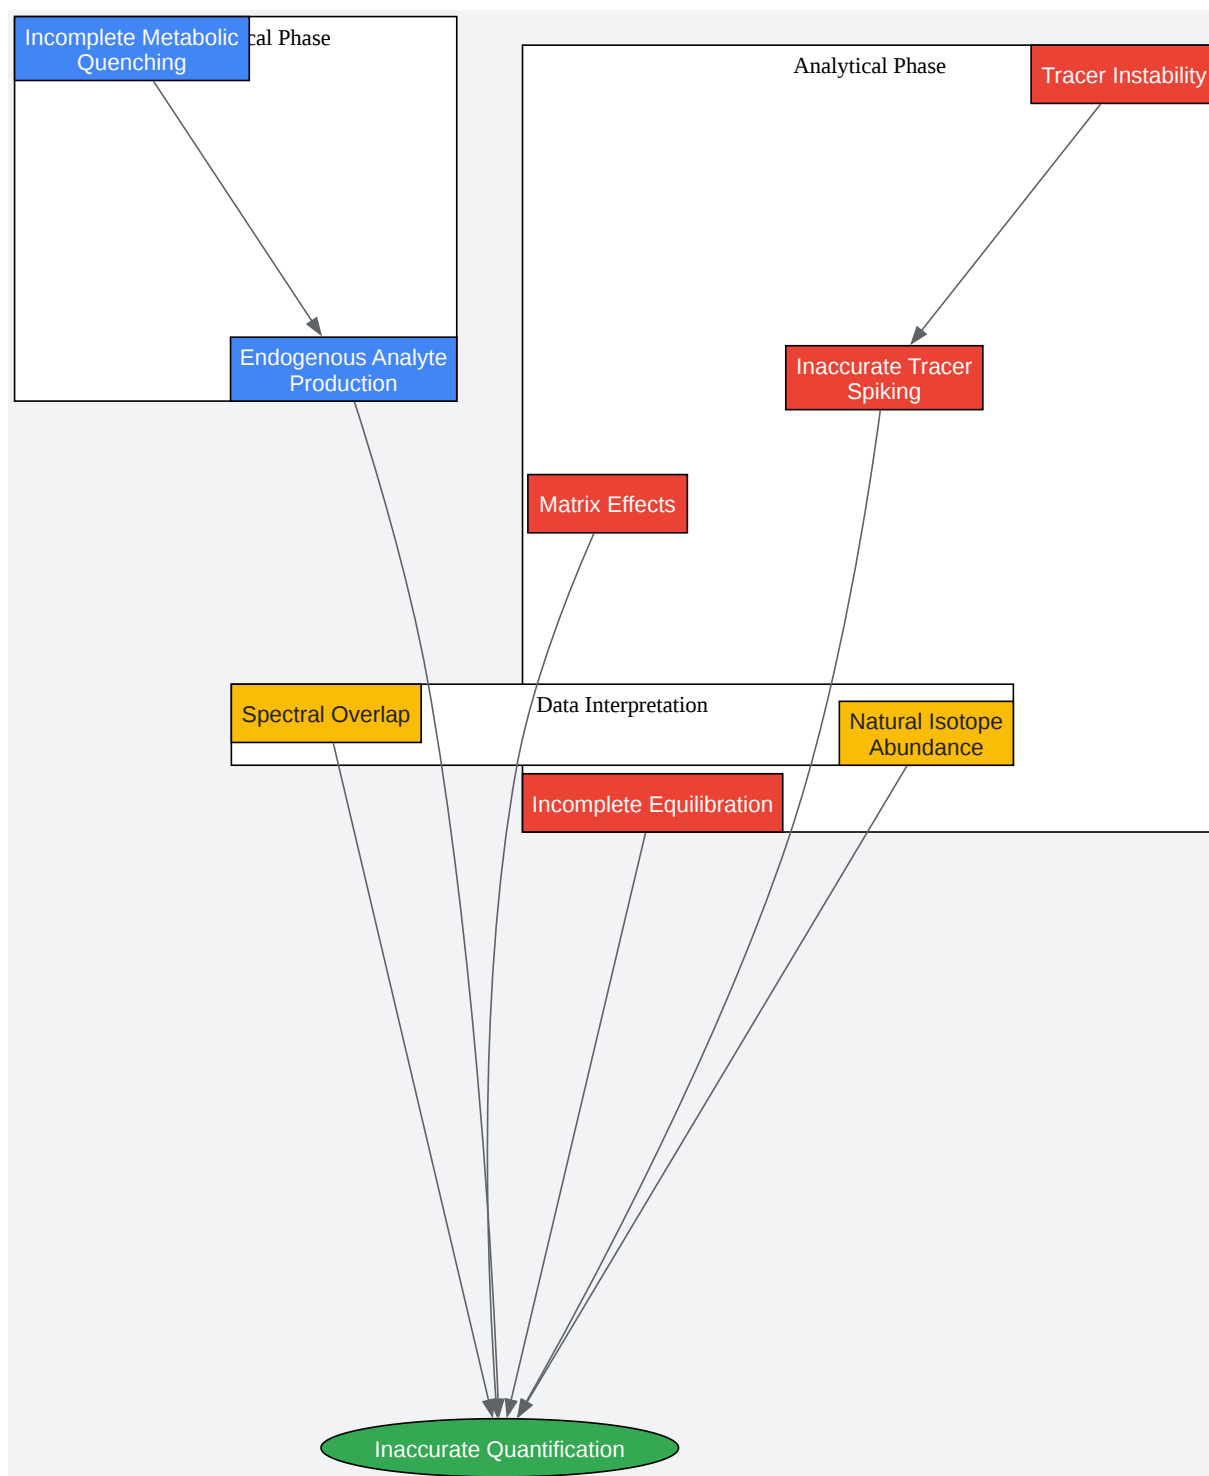 Incomplete Metabolic
Quenching
cal Phase
Analytical Phase
Tracer Instability
Endogenous Analyte
Production
Inaccurate Tracer
Spiking
Matrix Effects
Spectral Overlap
Data Interpretation
Natural Isotope
Abundance
Incomplete Equilibration
Inaccurate Quantification